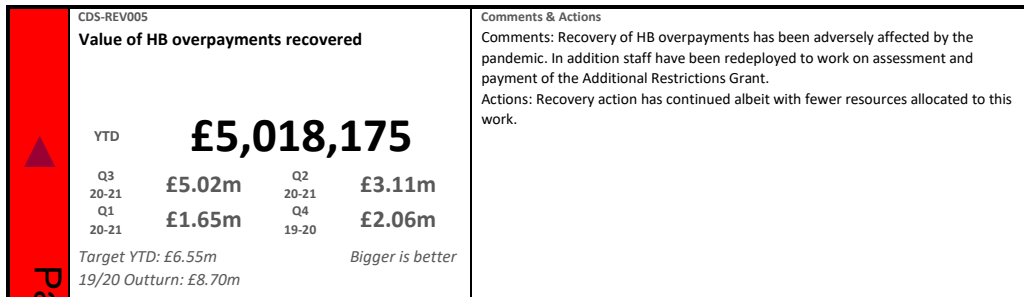 CDS-REV005
Value of HB overpayments recovered
YTD £5,018,175
Q3 20-21 £5.02m Q2 20-21 £3.11m
Q1 20-21 £1.65m Q4 19-20 £2.06m
Target YTD: £6.55m Bigger is better
19/20 Outturn: £8.70m
Comments & Actions
Comments: Recovery of HB overpayments has been adversely affected by the
pandemic. In addition staff have been redeployed to work on assessment and
payment of the Additional Restrictions Grant.
Actions: Recovery action has continued albeit with fewer resources allocated to this
work.